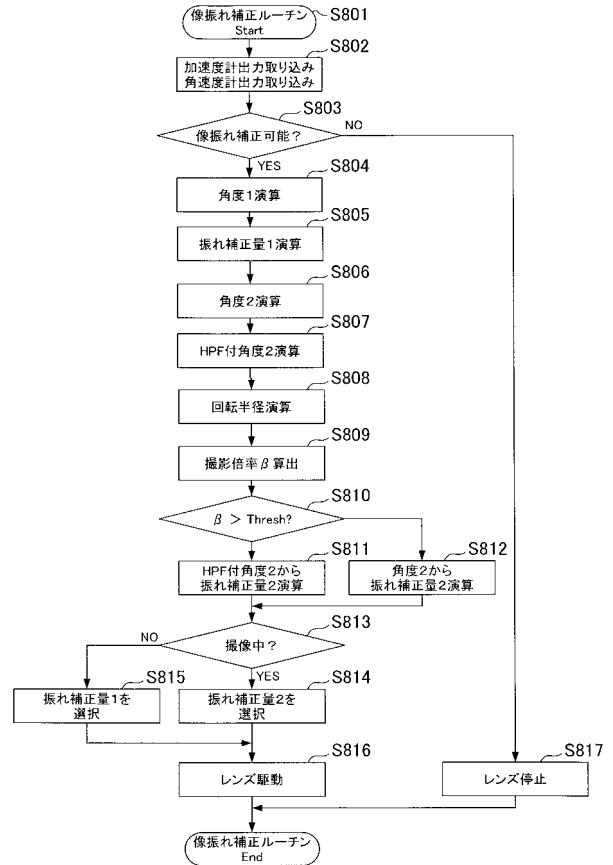 像振れ補正ルーチン
Start
S801
S802
加速度計出力取り込み
角速度計出力取り込み
S803
像振れ補正可能?
NO
YES
S804
角度1演算
S805
振れ補正量1演算
S806
角度2演算
S807
HPF付角度2演算
S808
回転半径演算
S809
撮影倍率β算出
S810
β > Thresh?
S811
HPF付角度2から
振れ補正量2演算
S812
角度2から
振れ補正量2演算
S813
撮像中?
NO
YES
S815
振れ補正量1を
選択
S814
振れ補正量2を
選択
S816
レンズ駆動
S817
レンズ停止
像振れ補正ルーチン
End